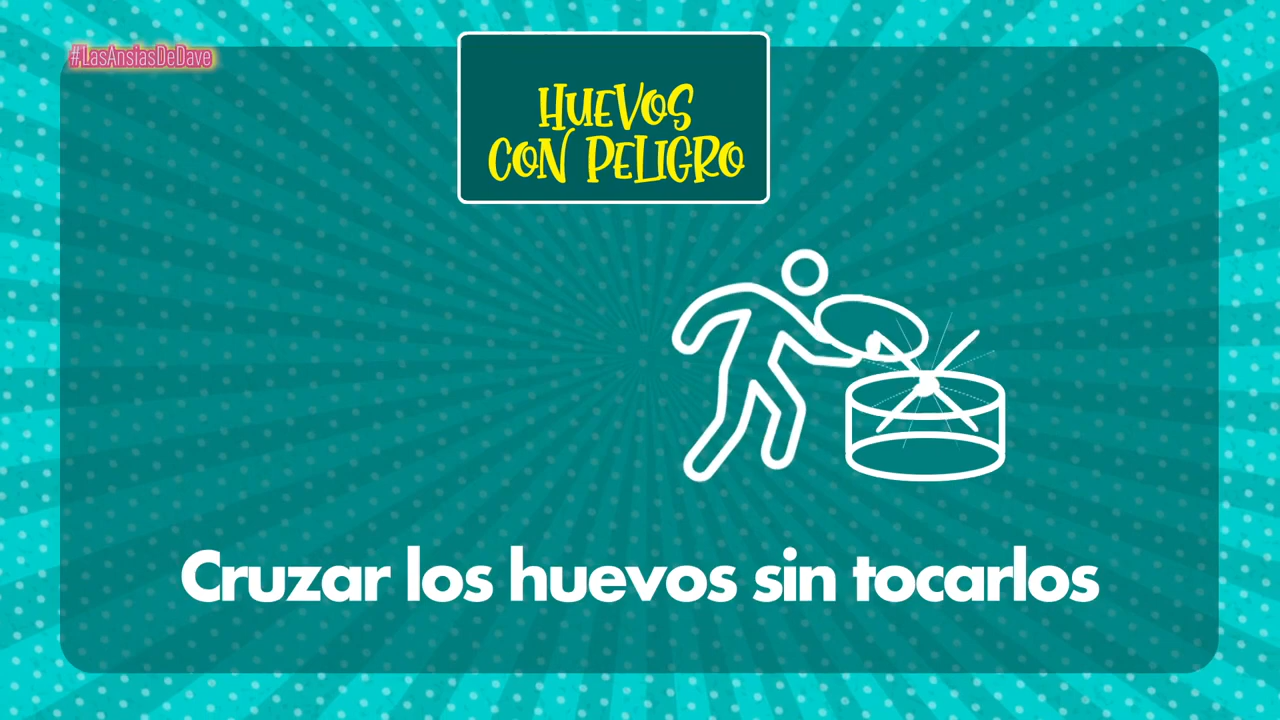 #LasAnsiasDeDave
HUEVOS
CON PELIGRO
Cruzar los huevos sin tocarlos